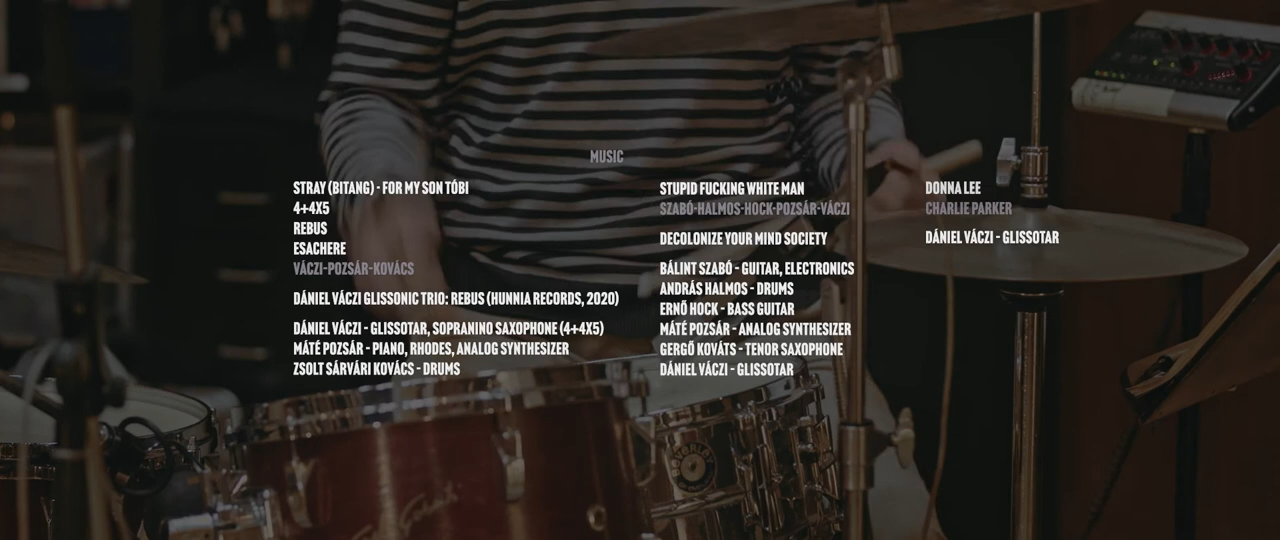 MUSIC
STRAY (BITANG) - FOR MY SON TÓBI
4+4X5
REBUS
ESACHERE
VÁCZI-POZSÁR-KOVÁCS
DÁNIEL VÁCZI GLISSONIC TRIO: REBUS (HUNNIA RECORDS, 2020)
DÁNIEL VÁCZI - GLISSOTAR, SOPRANINO SAXOPHONE (4+4X5)
MÁTÉ POZSÁR - PIANO, RHODES, ANALOG SYNTHESIZER
ZSOLT SÁRVÁRI KOVÁCS - DRUMS
STUPID FUCKING WHITE MAN
SZABÓ-HALMOS-HOCK-POZSÁR-VÁCZI
DECOLONIZE YOUR MIND SOCIETY
BÁLINT SZABÓ - GUITAR, ELECTRONICS
ANDRÁS HALMOS - DRUMS
ERNŐ HOCK - BASS GUITAR
MÁTÉ POZSÁR - ANALOG SYNTHESIZER
GERGŐ KOVÁTS - TENOR SAXOPHONE
DÁNIEL VÁCZI - GLISSOTAR
DONNA LEE
CHARLIE PARKER
DÁNIEL VÁCZI - GLISSOTAR